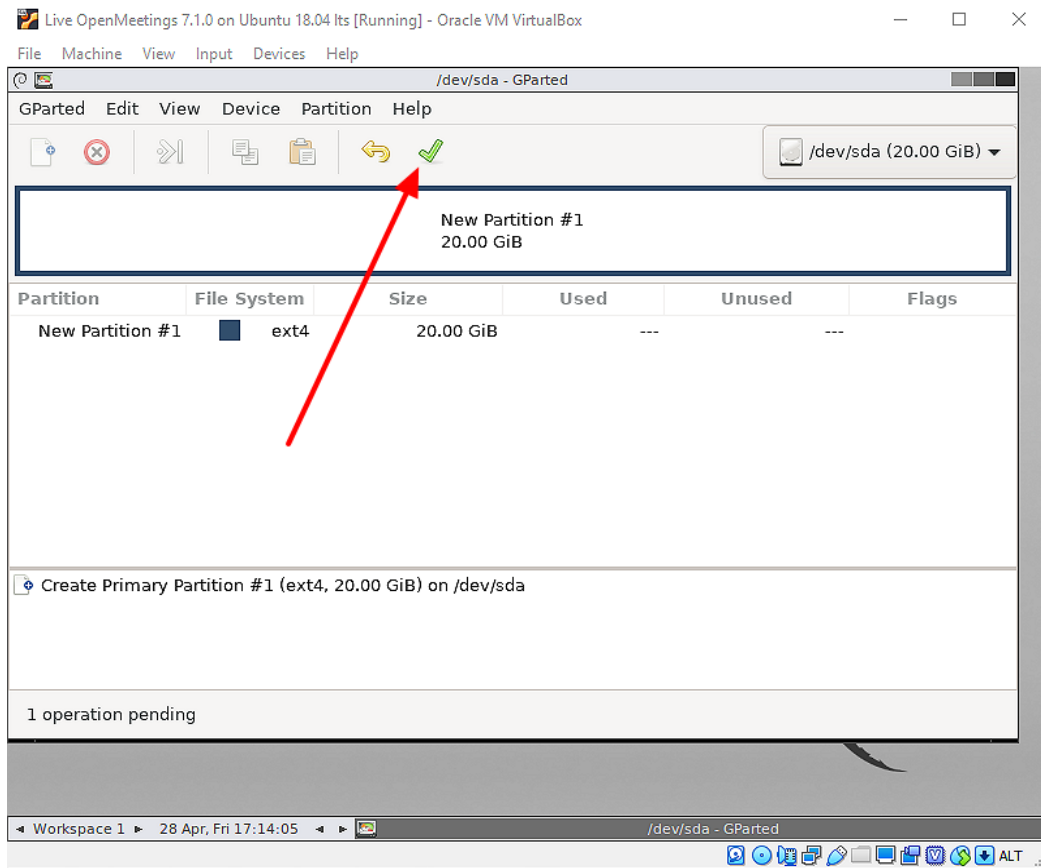 Live OpenMeetings 7.1.0 on Ubuntu 18.04 lts [Running] - Oracle VM VirtualBox
File Machine View Input Devices Help
/dev/sda - GParted
GParted Edit View Device Partition Help
/dev/sda (20.00 GiB)
New Partition #1
20.00 GiB
Partition File System Size Used Unused Flags
New Partition #1 ext4 20.00 GiB --- ---
Create Primary Partition #1 (ext4, 20.00 GiB) on /dev/sda
1 operation pending
Workspace 1 28 Apr, Fri 17:14:05 /dev/sda - GParted
ALT